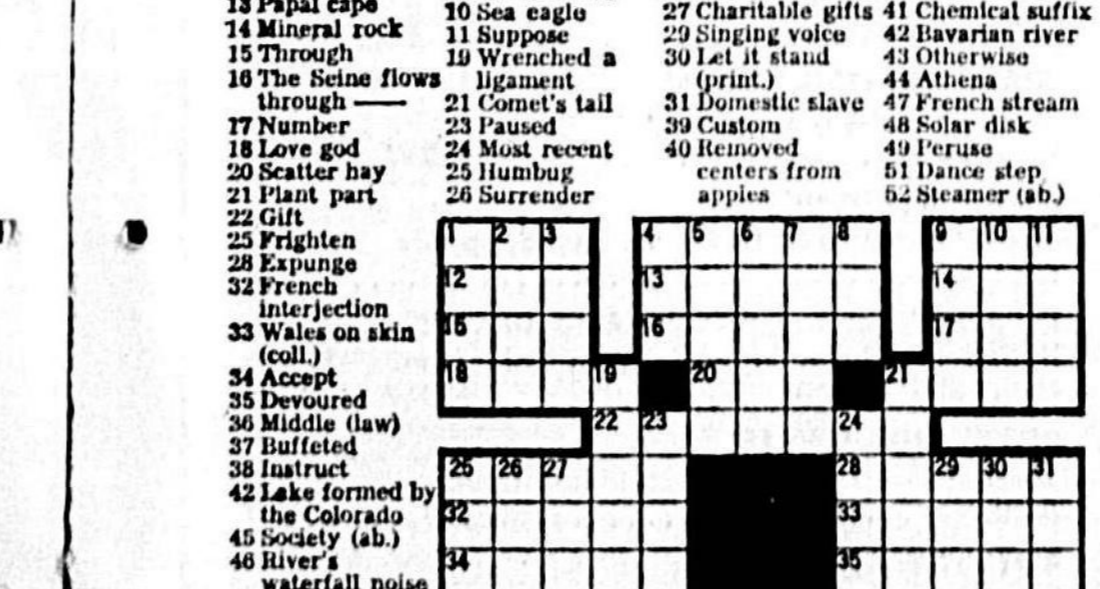 13 Papal cape
14 Mineral rock
15 Through
16 The Seine flows
through ——
17 Number
18 Love god
20 Scatter hay
21 Plant part
22 Gift
25 Frighten
28 Expunge
32 French
interjection
33 Wales on skin
(coll.)
34 Accept
35 Devoured
36 Middle (law)
37 Buffeted
38 Instruct
42 Lake formed by
the Colorado
45 Society (ab.)
46 River's
waterfall noise
10 Sea eagle
11 Suppose
19 Wrenched a
ligament
21 Comet's tail
23 Paused
24 Most recent
25 Humbug
26 Surrender
27 Charitable gifts
29 Singing voice
30 Let it stand
(print.)
31 Domestic slave
39 Custom
40 Removed
centers from
apples
41 Chemical suffix
42 Bavarian river
43 Otherwise
44 Athena
47 French stream
48 Solar disk
49 Peruse
51 Dance step
52 Steamer (ab.)
1 2 3 4 5 6 7 8 9 10 11
12 13 14
15 16 17
18 19 20 21
22 23 24
25 26 27 28 29 30 31
32 33
34 35